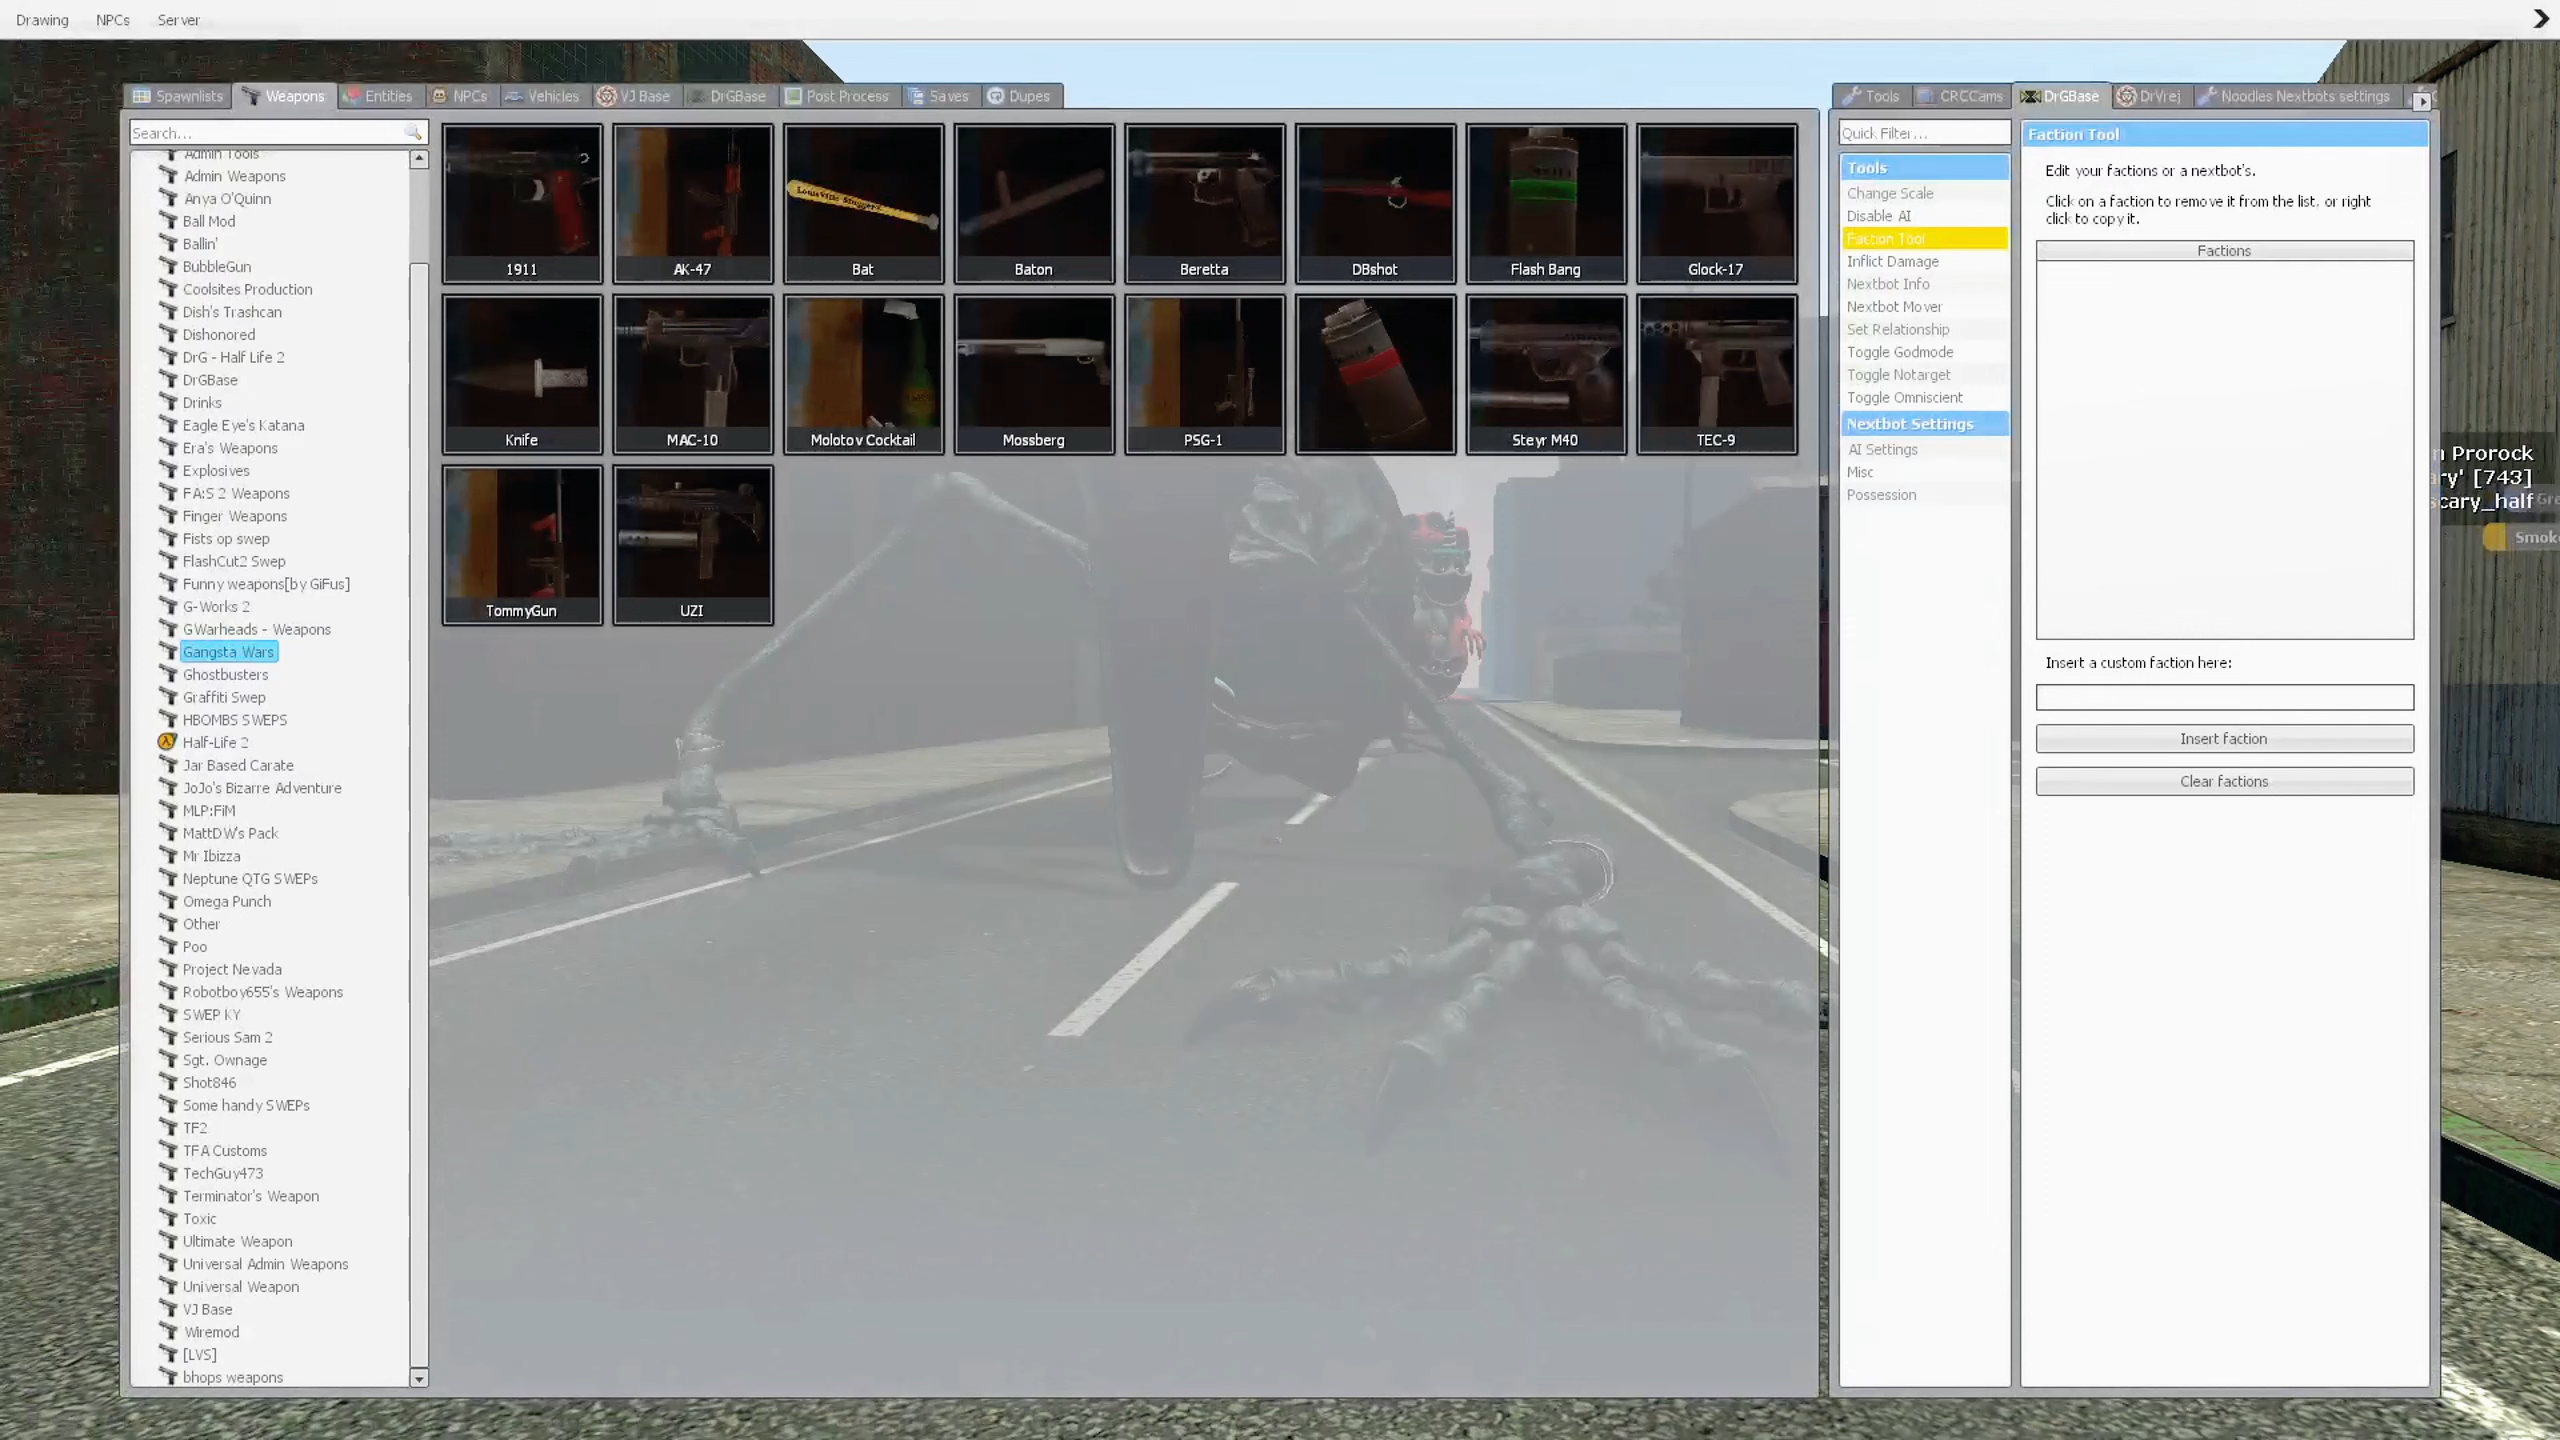 Drawing NPCs Server
Spawnlists Weapons Entities NPCs Vehicles VJ Base DrGBase Post Process Saves Dupes
Search...
Admin Tools
Admin Weapons
Anya O'Quinn
Ball Mod
Ballin'
BubbleGun
Coolsites Production
Dish's Trashcan
Dishonored
DrG - Half Life 2
DrGBase
Drinks
Eagle Eye's Katana
Era's Weapons
Explosives
FA:S 2 Weapons
Finger Weapons
Fists op swep
FlashCut2 Swep
Funny weapons[by GiFus]
G-Works 2
GWarheads - Weapons
Gangsta Wars
Ghostbusters
Graffiti Swep
HBOMBS SWEPS
Half-Life 2
Jar Based Carate
JoJo's Bizarre Adventure
MLP:FiM
MattDW's Pack
Mr Ibizza
Neptune QTG SWEPs
Omega Punch
Other
Poo
Project Nevada
Robotboy655's Weapons
SWEP KY
Serious Sam 2
Sgt. Ownage
Shot846
Some handy SWEPs
TF2
TFA Customs
TechGuy473
Terminator's Weapon
Toxic
Ultimate Weapon
Universal Admin Weapons
Universal Weapon
VJ Base
Wiremod
[LVS]
bhops weapons
1911 AK-47 Bat Baton Beretta DBshot Flash Bang Glock-17
Knife MAC-10 Molotov Cocktail Mossberg PSG-1 Steyr M40 TEC-9
TommyGun UZI
Tools CRCCams DrGBase DrVrej Noodles Nextbots settings
Quick Filter...
Tools
Change Scale
Disable AI
Faction Tool
Inflict Damage
Nextbot Info
Nextbot Mover
Set Relationship
Toggle Godmode
Toggle Notarget
Toggle Omniscient
Nextbot Settings
AI Settings
Misc
Possession
Faction Tool
Edit your factions or a nextbot's.
Click on a faction to remove it from the list, or right
click to copy it.
Factions
Insert a custom faction here:
Insert faction
Clear factions
n Prorock
ry' [743]
cary_half
Smok